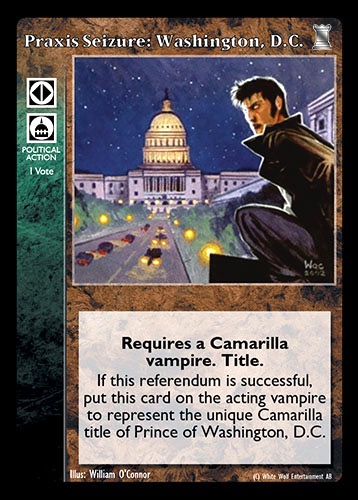 Praxis Seizure: Washington, D.C.
POLITICAL
ACTION
1 Vote
Woc
2002
Requires a Camarilla
vampire. Title.
If this referendum is successful,
put this card on the acting vampire
to represent the unique Camarilla
title of Prince of Washington, D.C.
Illus: William O'Connor
(C) White Wolf Entertainment AB